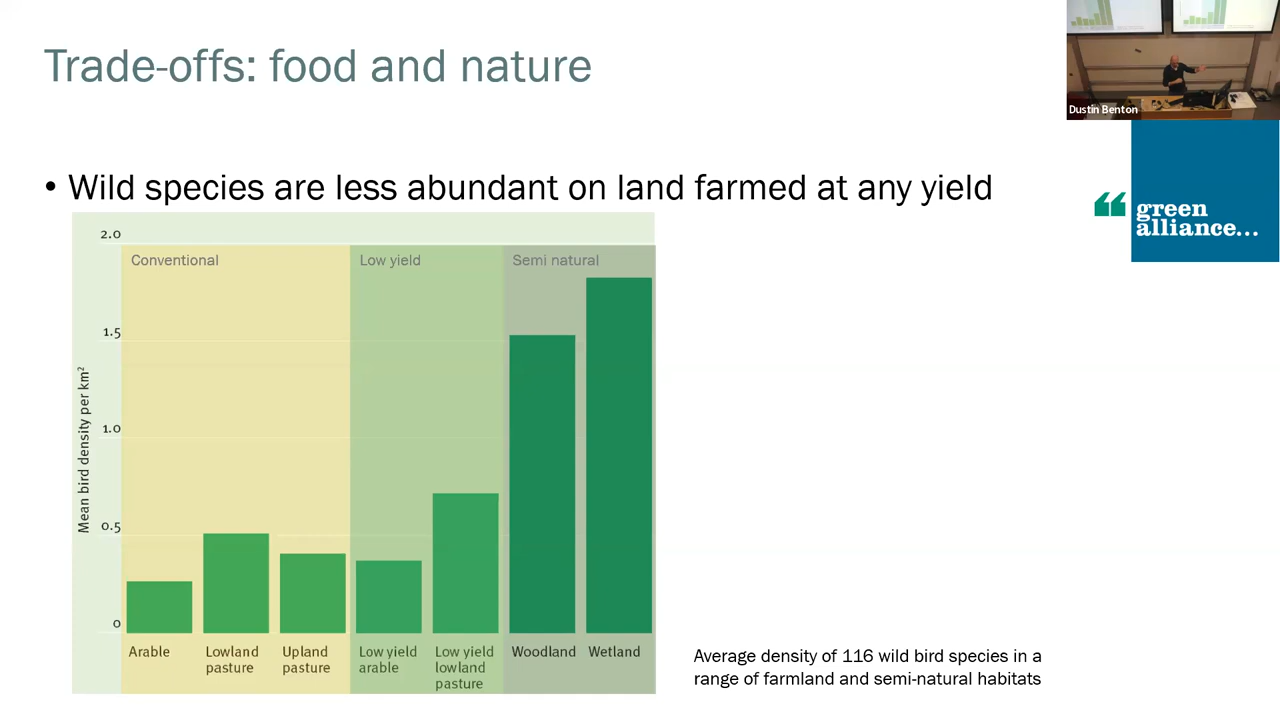 Trade-offs: food and nature
Dustin Benton
green
alliance...
• Wild species are less abundant on land farmed at any yield
2.0
Conventional
Low yield
Semi natural
1.5
1.0
0.5
0
Mean bird density per km²
Arable
Lowland
pasture
Upland
pasture
Low yield
arable
Low yield
lowland
pasture
Woodland
Wetland
Average density of 116 wild bird species in a
range of farmland and semi-natural habitats